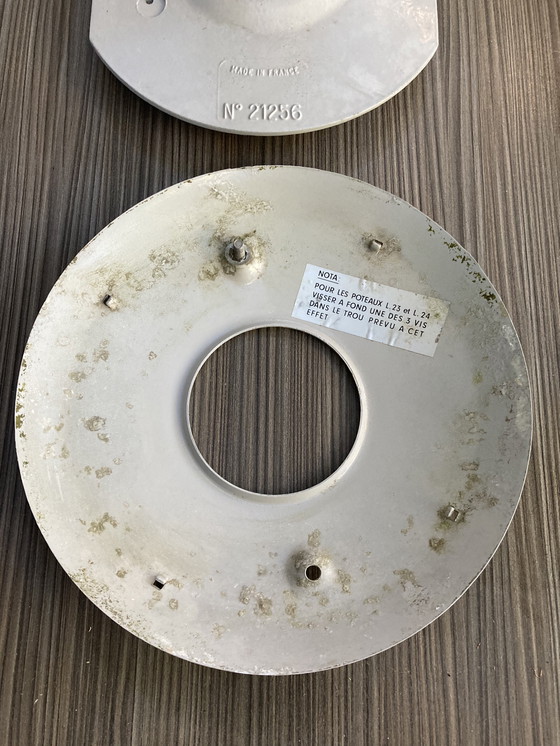 MADE IN FRANCE
N° 21256
NOTA:
POUR LES POTEAUX L.23 et L.24
VISSER A FOND UNE DES 3 VIS
DANS LE TROU PREVU A CET
EFFET